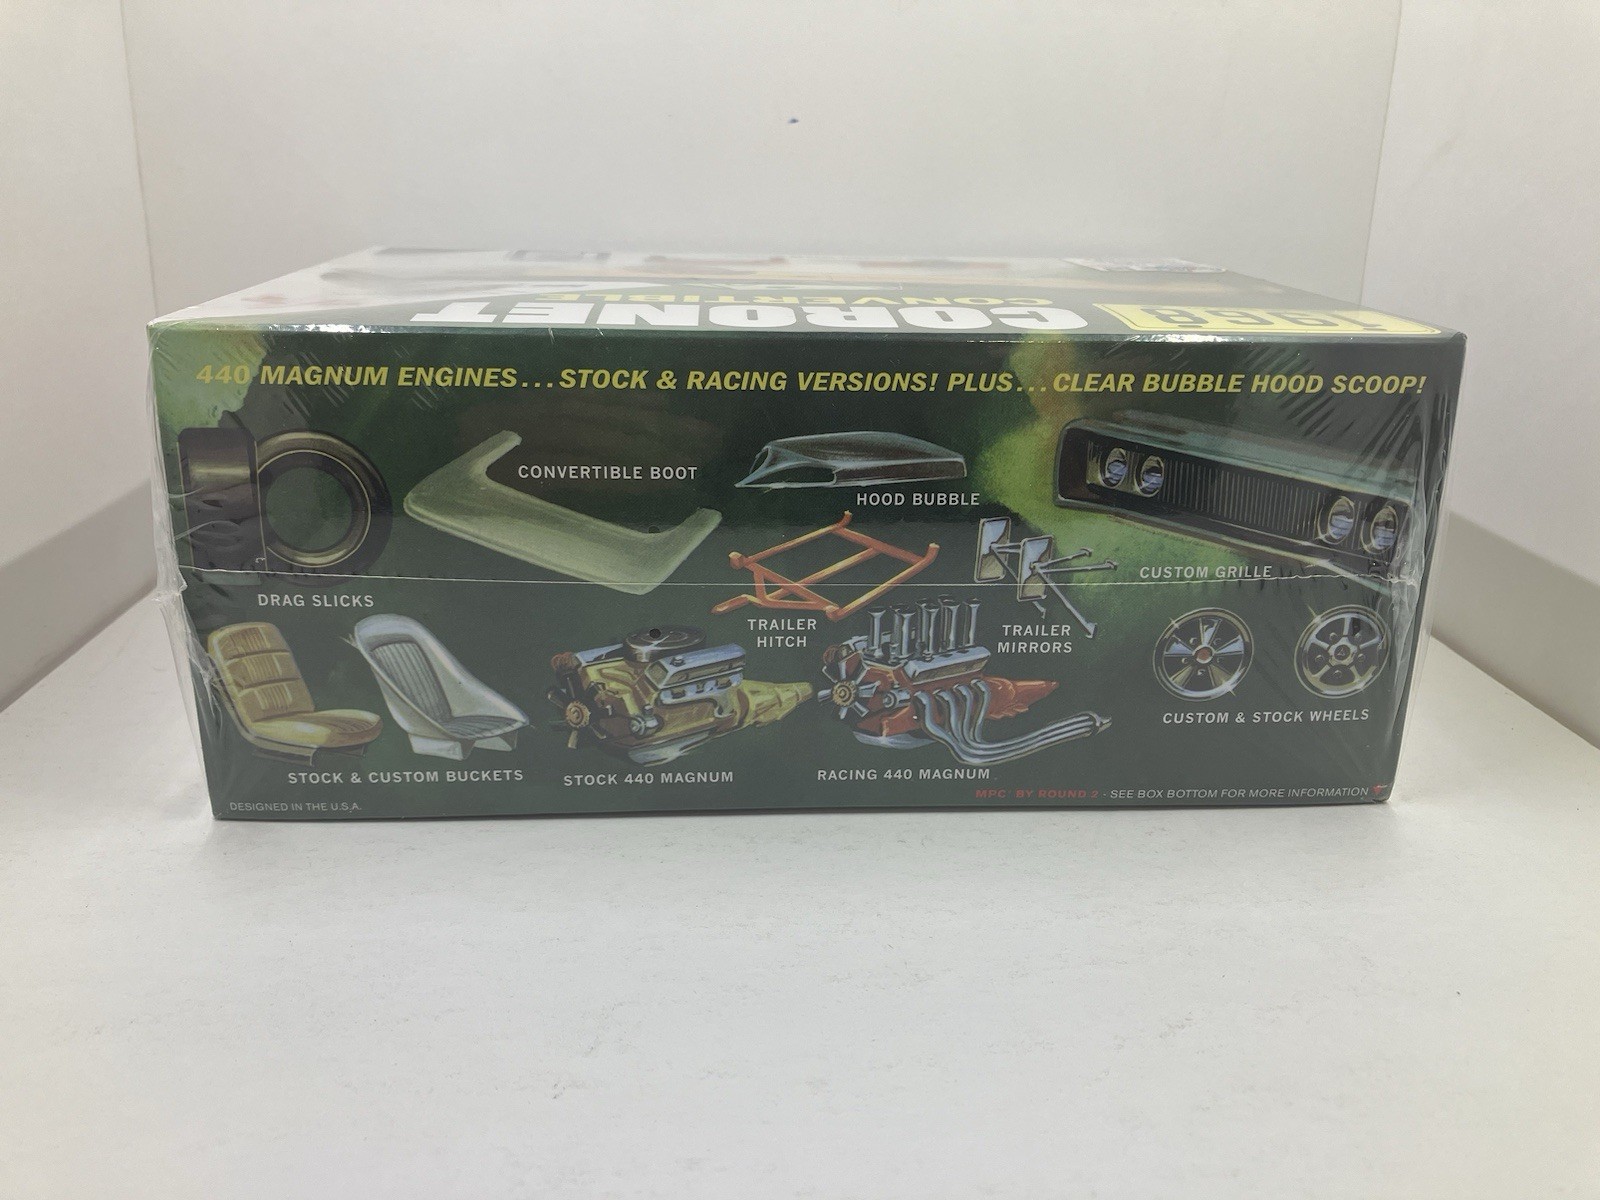 1968
CORONET
CONVERTIBLE
440 MAGNUM ENGINES...STOCK & RACING VERSIONS! PLUS...CLEAR BUBBLE HOOD SCOOP!
CONVERTIBLE BOOT
HOOD BUBBLE
CUSTOM GRILLE
DRAG SLICKS
TRAILER
HITCH
TRAILER
MIRRORS
CUSTOM & STOCK WHEELS
STOCK & CUSTOM BUCKETS
STOCK 440 MAGNUM
RACING 440 MAGNUM
DESIGNED IN THE U.S.A.
MPC BY ROUND 2 - SEE BOX BOTTOM FOR MORE INFORMATION